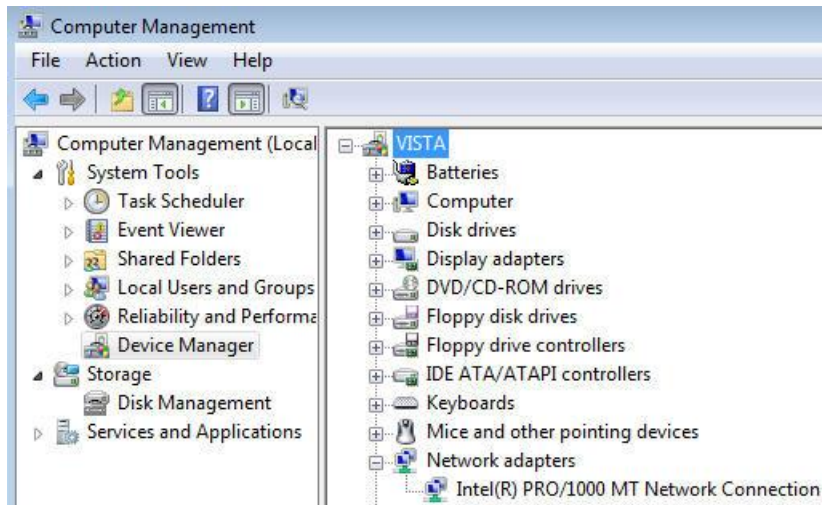 Computer Management
File Action View Help
Computer Management (Local
System Tools
Task Scheduler
Event Viewer
Shared Folders
Local Users and Groups
Reliability and Performa
Device Manager
Storage
Disk Management
Services and Applications
VISTA
Batteries
Computer
Disk drives
Display adapters
DVD/CD-ROM drives
Floppy disk drives
Floppy drive controllers
IDE ATA/ATAPI controllers
Keyboards
Mice and other pointing devices
Network adapters
Intel(R) PRO/1000 MT Network Connection